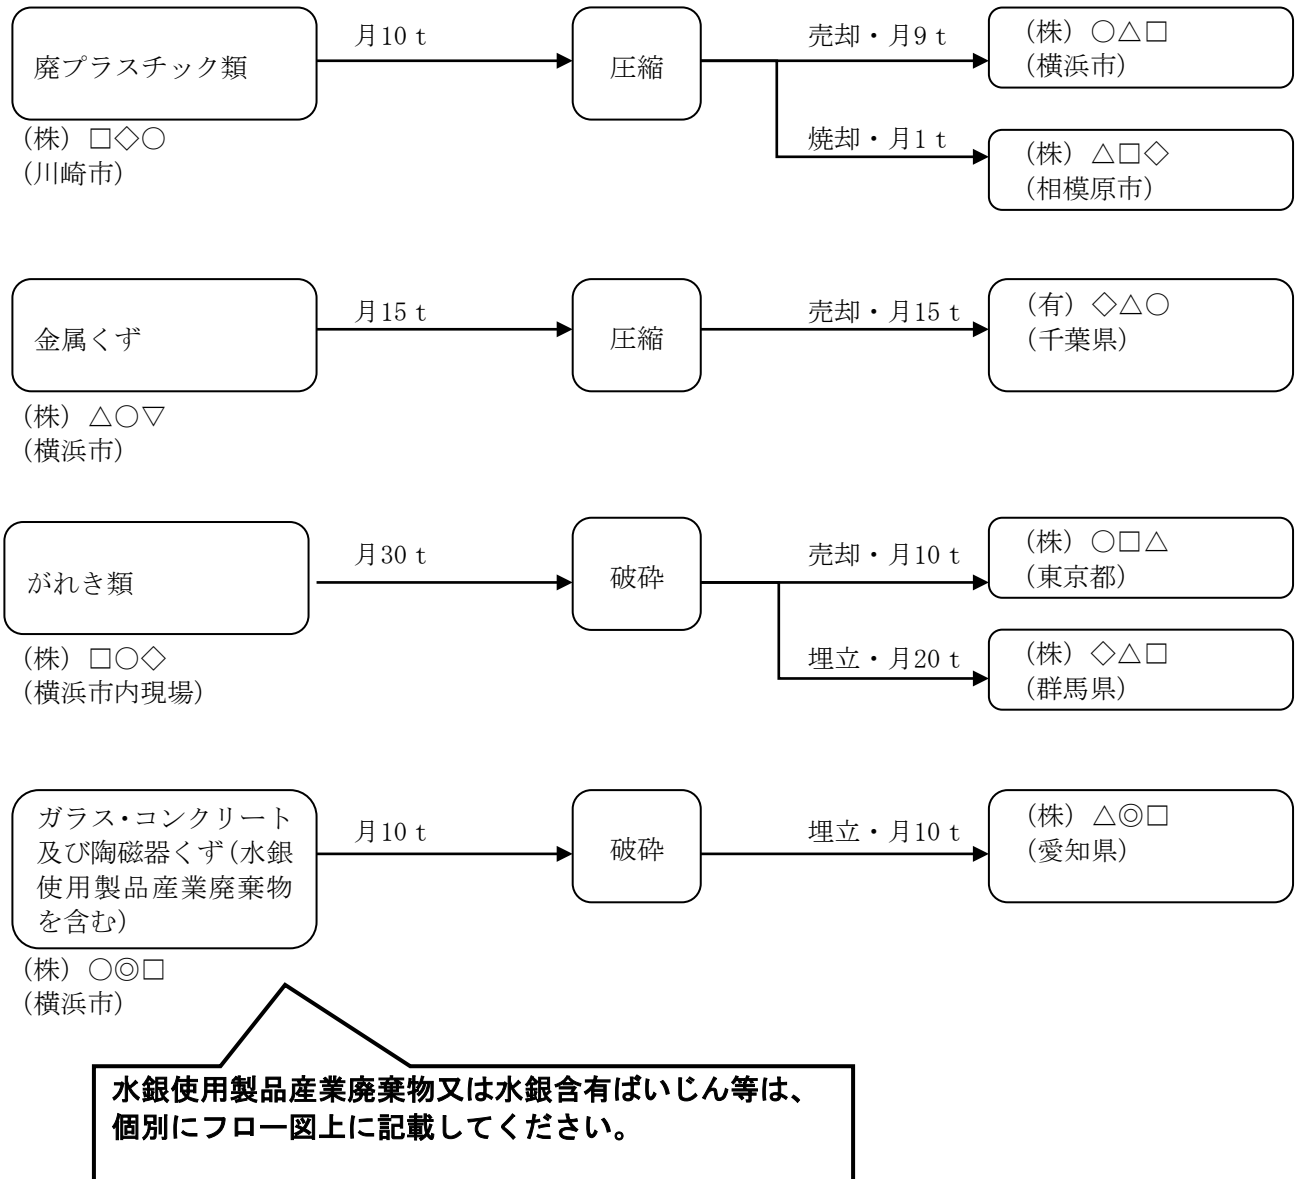 廃プラスチック類
(株) □◇○
(川崎市)
月10 t
圧縮
売却・月9 t
(株) ○△□
(横浜市)
焼却・月1 t
(株) △□◇
(相模原市)
金属くず
(株) △○▽
(横浜市)
月15 t
圧縮
売却・月15 t
(有) ◇△○
(千葉県)
がれき類
(株) □○◇
(横浜市内現場)
月30 t
破砕
売却・月10 t
(株) ○□△
(東京都)
埋立・月20 t
(株) ◇△□
(群馬県)
ガラス・コンクリート
及び陶磁器くず(水銀
使用製品産業廃棄物
を含む)
(株) ○◎□
(横浜市)
月10 t
破砕
埋立・月10 t
(株) △◎□
(愛知県)
水銀使用製品産業廃棄物又は水銀含有ばいじん等は、
個別にフロー図上に記載してください。